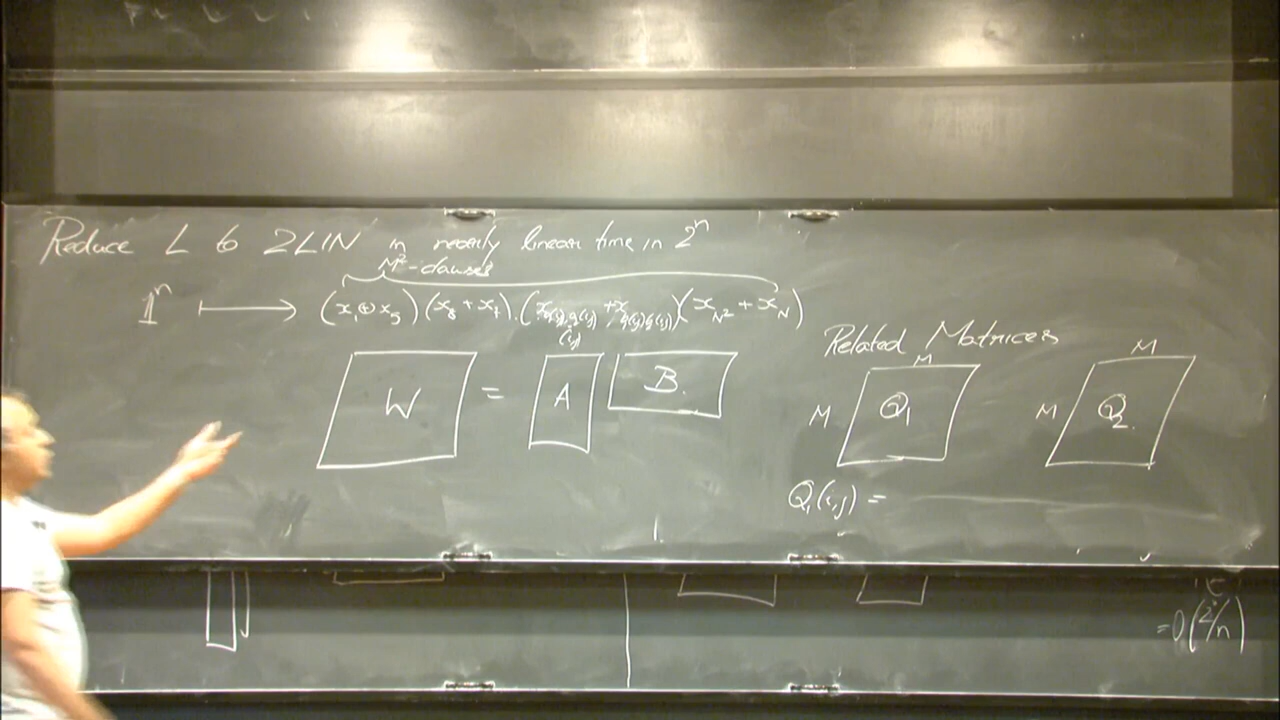 Reduce L to 2LIN in nearly linear time in 2^n
M^2-clauses
1^n ⟼ (x_1 ⊕ x_5)(x_8 + x_7).( + )(x_{N^2} + x_N)
(i,j)
W = A B.
Related Matrices
M M
M Q_1 M Q_2.
Q_1(i,j) =
= O(2^n/n)